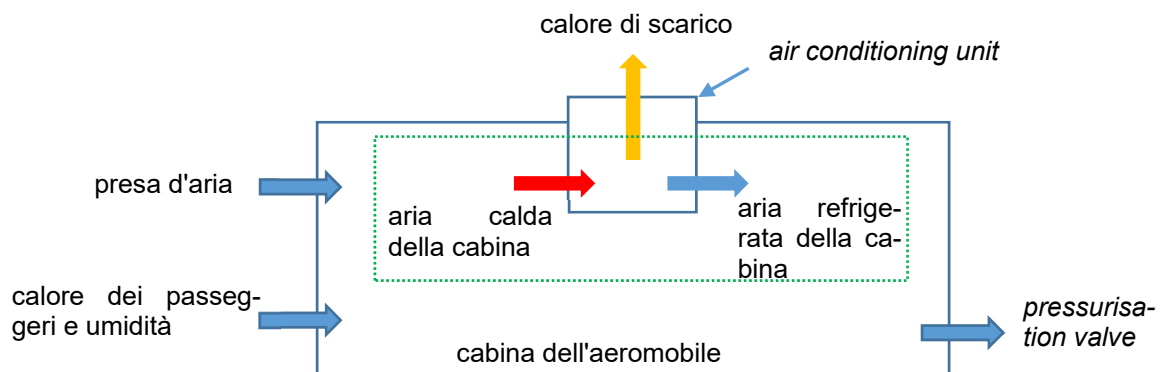 calore di scarico
air conditioning unit
presa d'aria
aria calda
della cabina
aria refrige-
rata della ca-
bina
calore dei passeg-
geri e umidità
cabina dell'aeromobile
pressurisa-
tion valve